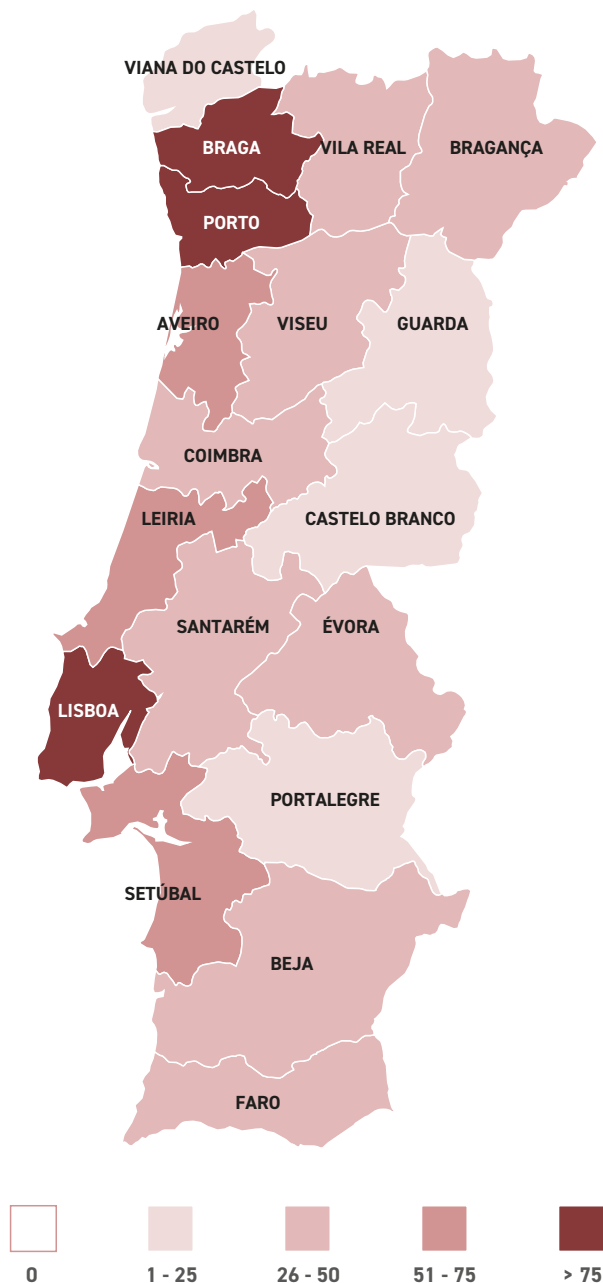 VIANA DO CASTELO
BRAGA
VILA REAL
BRAGANÇA
PORTO
AVEIRO
VISEU
GUARDA
COIMBRA
LEIRIA
CASTELO BRANCO
SANTARÉM
ÉVORA
LISBOA
PORTALEGRE
SETÚBAL
BEJA
FARO
0
1 - 25
26 - 50
51 - 75
> 75